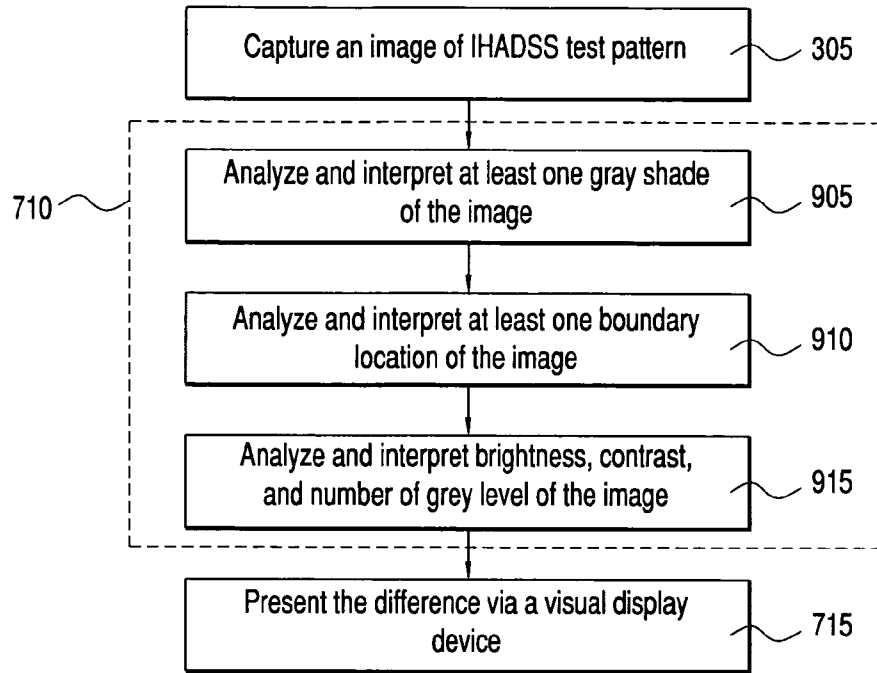 Capture an image of IHADSS test pattern
305
Analyze and interpret at least one gray shade
of the image
905
710
Analyze and interpret at least one boundary
location of the image
910
Analyze and interpret brightness, contrast,
and number of grey level of the image
915
Present the difference via a visual display
device
715